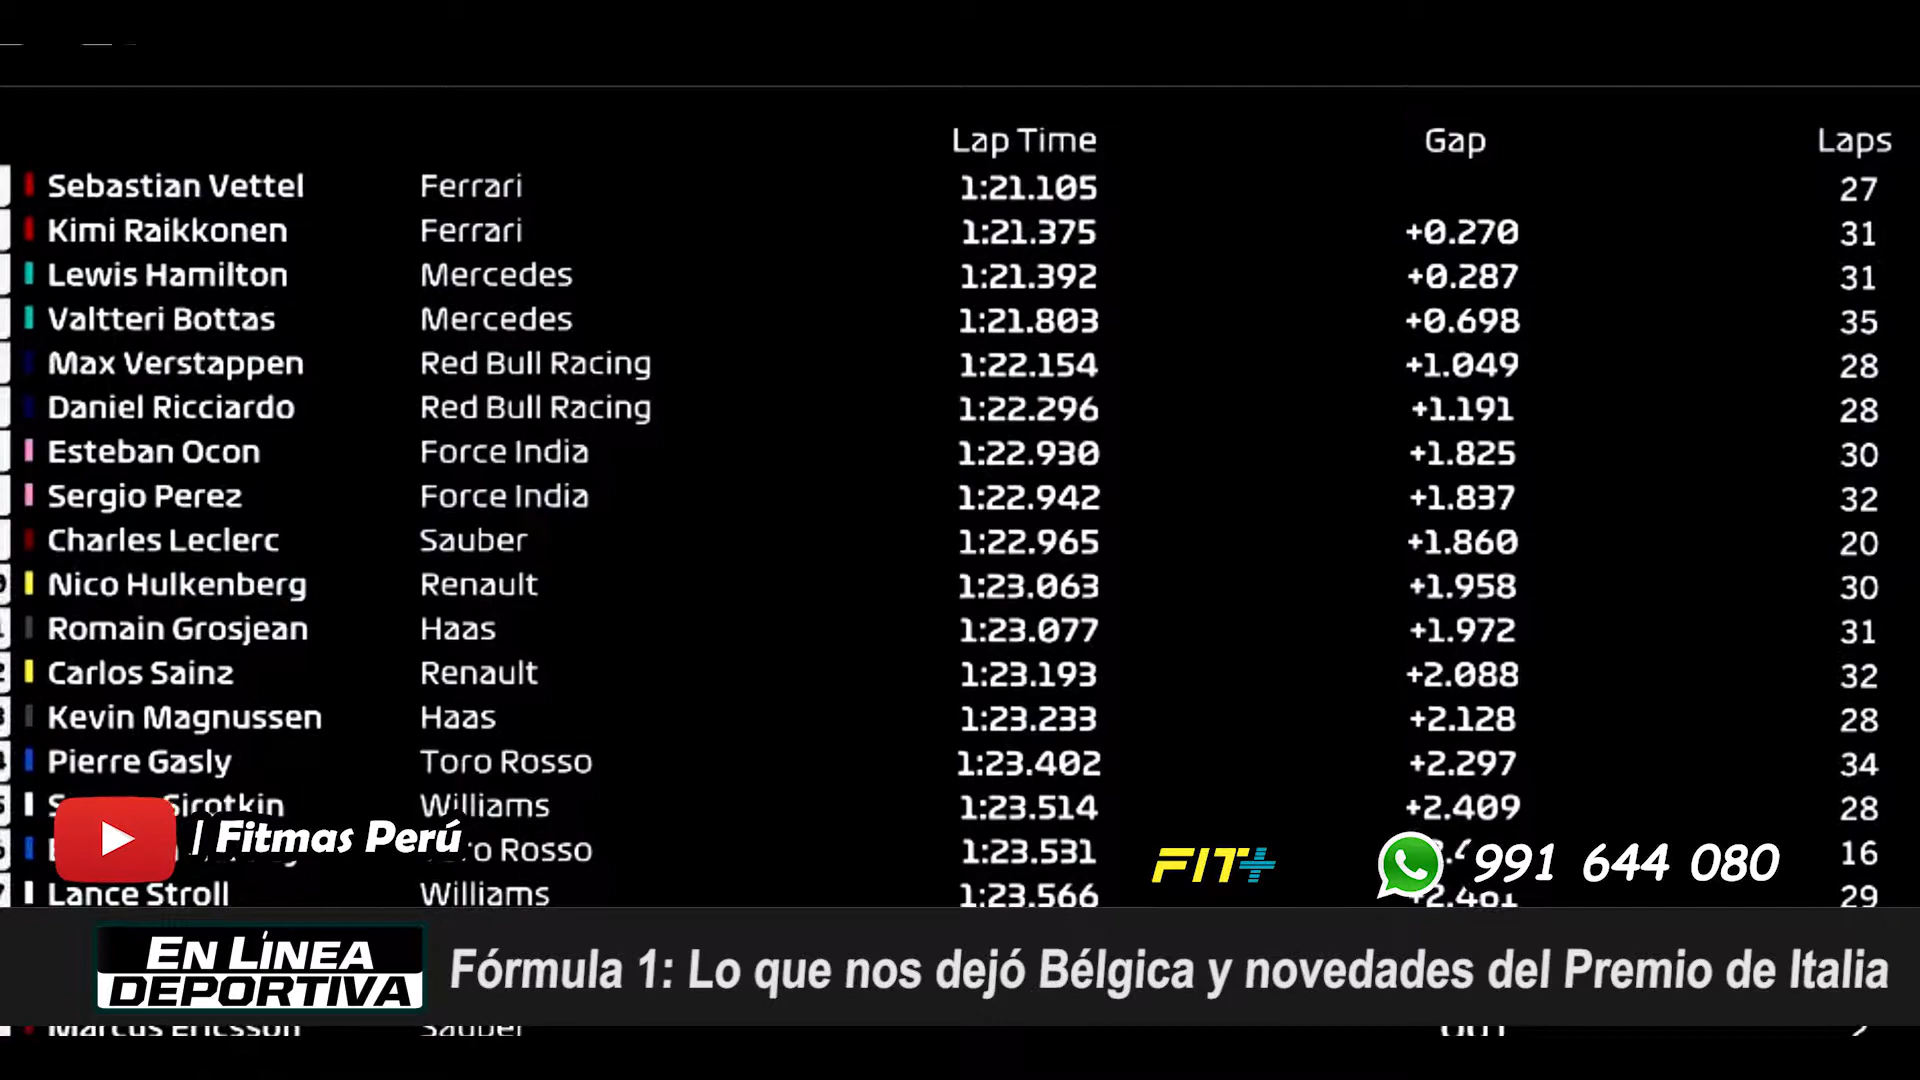 Lap Time Gap Laps
Sebastian Vettel Ferrari 1:21.105 27
Kimi Raikkonen Ferrari 1:21.375 +0.270 31
Lewis Hamilton Mercedes 1:21.392 +0.287 31
Valtteri Bottas Mercedes 1:21.803 +0.698 35
Max Verstappen Red Bull Racing 1:22.154 +1.049 28
Daniel Ricciardo Red Bull Racing 1:22.296 +1.191 28
Esteban Ocon Force India 1:22.930 +1.825 30
Sergio Perez Force India 1:22.942 +1.837 32
Charles Leclerc Sauber 1:22.965 +1.860 20
Nico Hulkenberg Renault 1:23.063 +1.958 30
Romain Grosjean Haas 1:23.077 +1.972 31
Carlos Sainz Renault 1:23.193 +2.088 32
Kevin Magnussen Haas 1:23.233 +2.128 28
Pierre Gasly Toro Rosso 1:23.402 +2.297 34
Sirotkin Williams 1:23.514 +2.409 28
| Fitmas Perú
Toro Rosso 1:23.531 16
FIT+ 991 644 080
Lance Stroll Williams 1:23.566 +2.461 29
EN LÍNEA
DEPORTIVA
Fórmula 1: Lo que nos dejó Bélgica y novedades del Premio de Italia
Marcus Ericsson Sauber